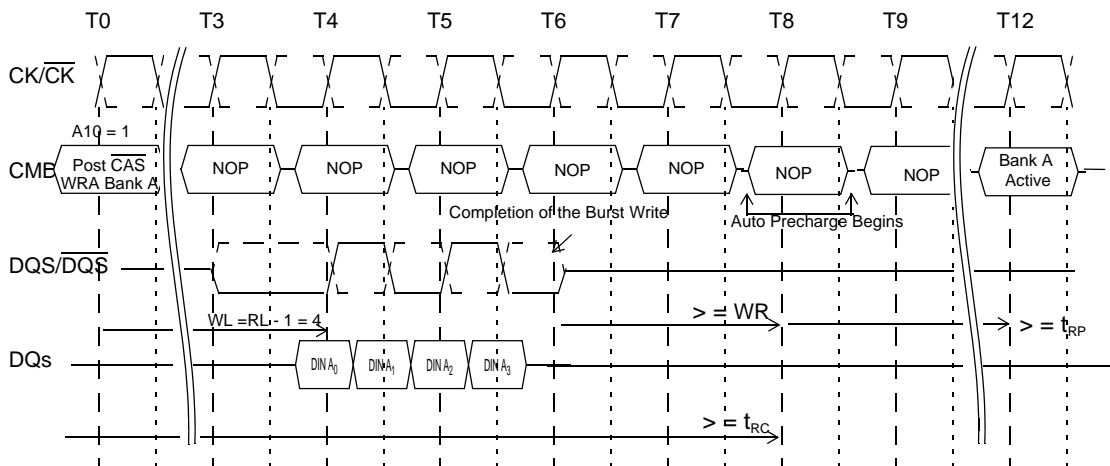 T0 T3 T4 T5 T6 T7 T8 T9 T12
CK/CK
A10 = 1
CMD Post CAS WRA Bank A NOP NOP NOP NOP NOP NOP NOP Bank A Active
Completion of the Burst Write
Auto Precharge Begins
DQS/DQS
WL =RL - 1 = 4
> = WR
> = tRP
DQs DIN A0 DIN A1 DIN A2 DIN A3
> = tRC